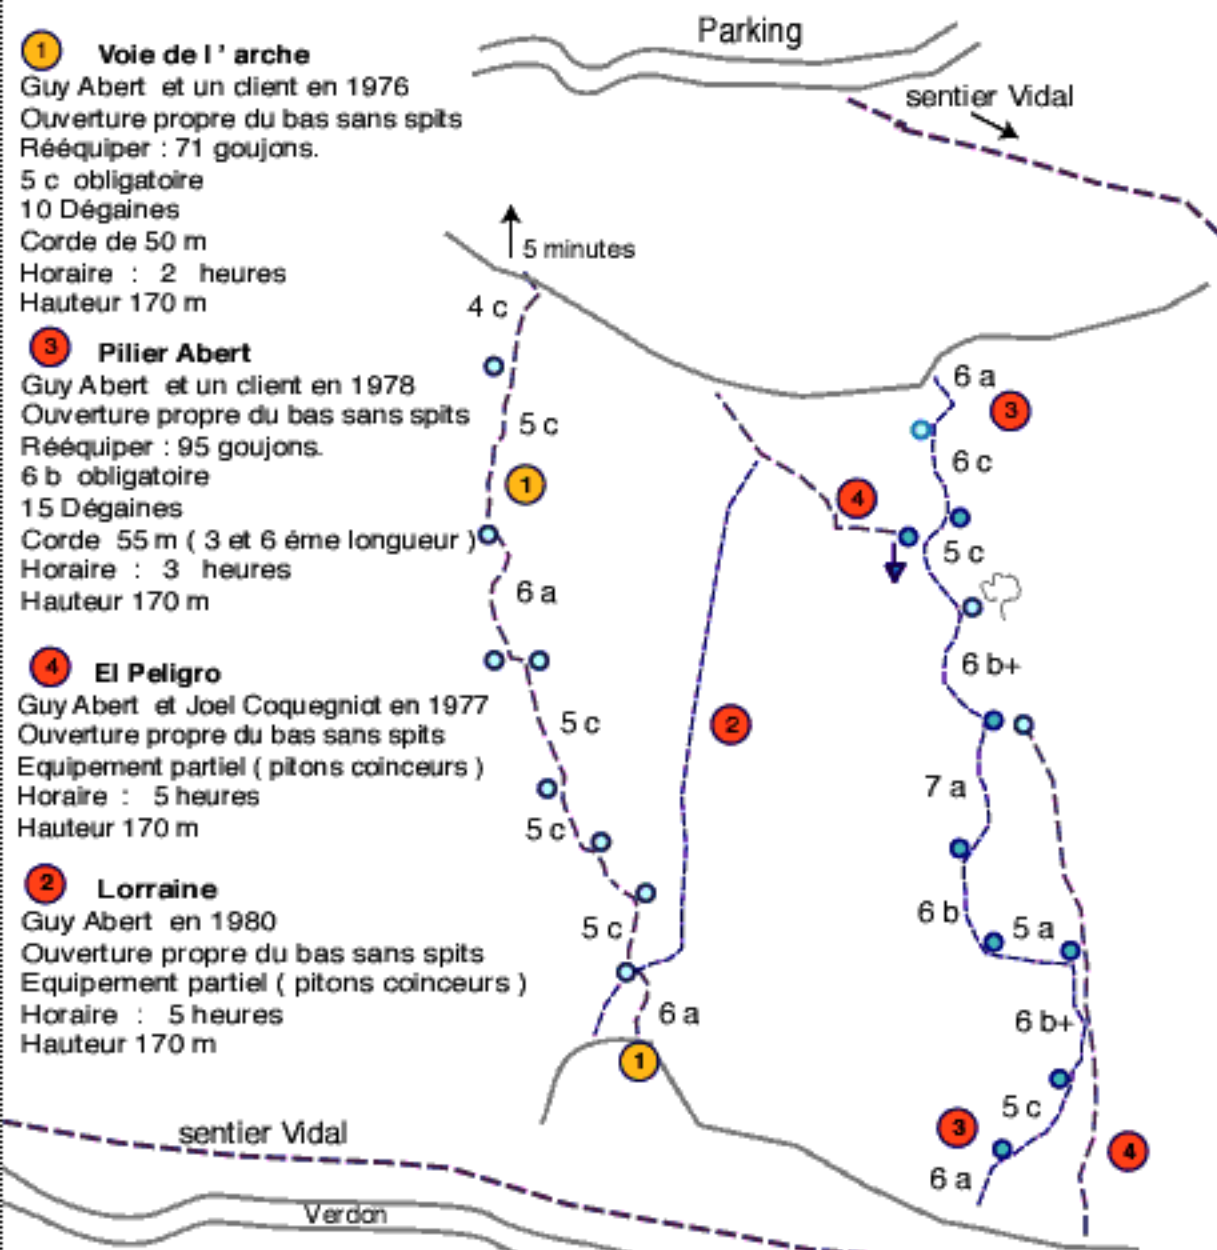 1 Voie de l ' arche
Guy Abert et un client en 1976
Ouverture propre du bas sans spits
Rééquiper : 71 goujons.
5 c obligatoire
10 Dégaines
Corde de 50 m
Horaire : 2 heures
Hauteur 170 m
3 Pilier Abert
Guy Abert et un client en 1978
Ouverture propre du bas sans spits
Rééquiper : 95 goujons.
6 b obligatoire
15 Dégaines
Corde 55 m ( 3 et 6 éme longueur )
Horaire : 3 heures
Hauteur 170 m
4 El Peligro
Guy Abert et Joel Coquegniot en 1977
Ouverture propre du bas sans spits
Equipement partiel ( pitons coinceurs )
Horaire : 5 heures
Hauteur 170 m
2 Lorraine
Guy Abert en 1980
Ouverture propre du bas sans spits
Equipement partiel ( pitons coinceurs )
Horaire : 5 heures
Hauteur 170 m
Parking
sentier Vidal
5 minutes
4 c
5 c
1
6 a
5 c
5 c
5 c
6 a
1
2
4
6 a
3
6 c
5 c
6 b+
7 a
6 b
5 a
6 b+
5 c
3
6 a
4
sentier Vidal
Verdon